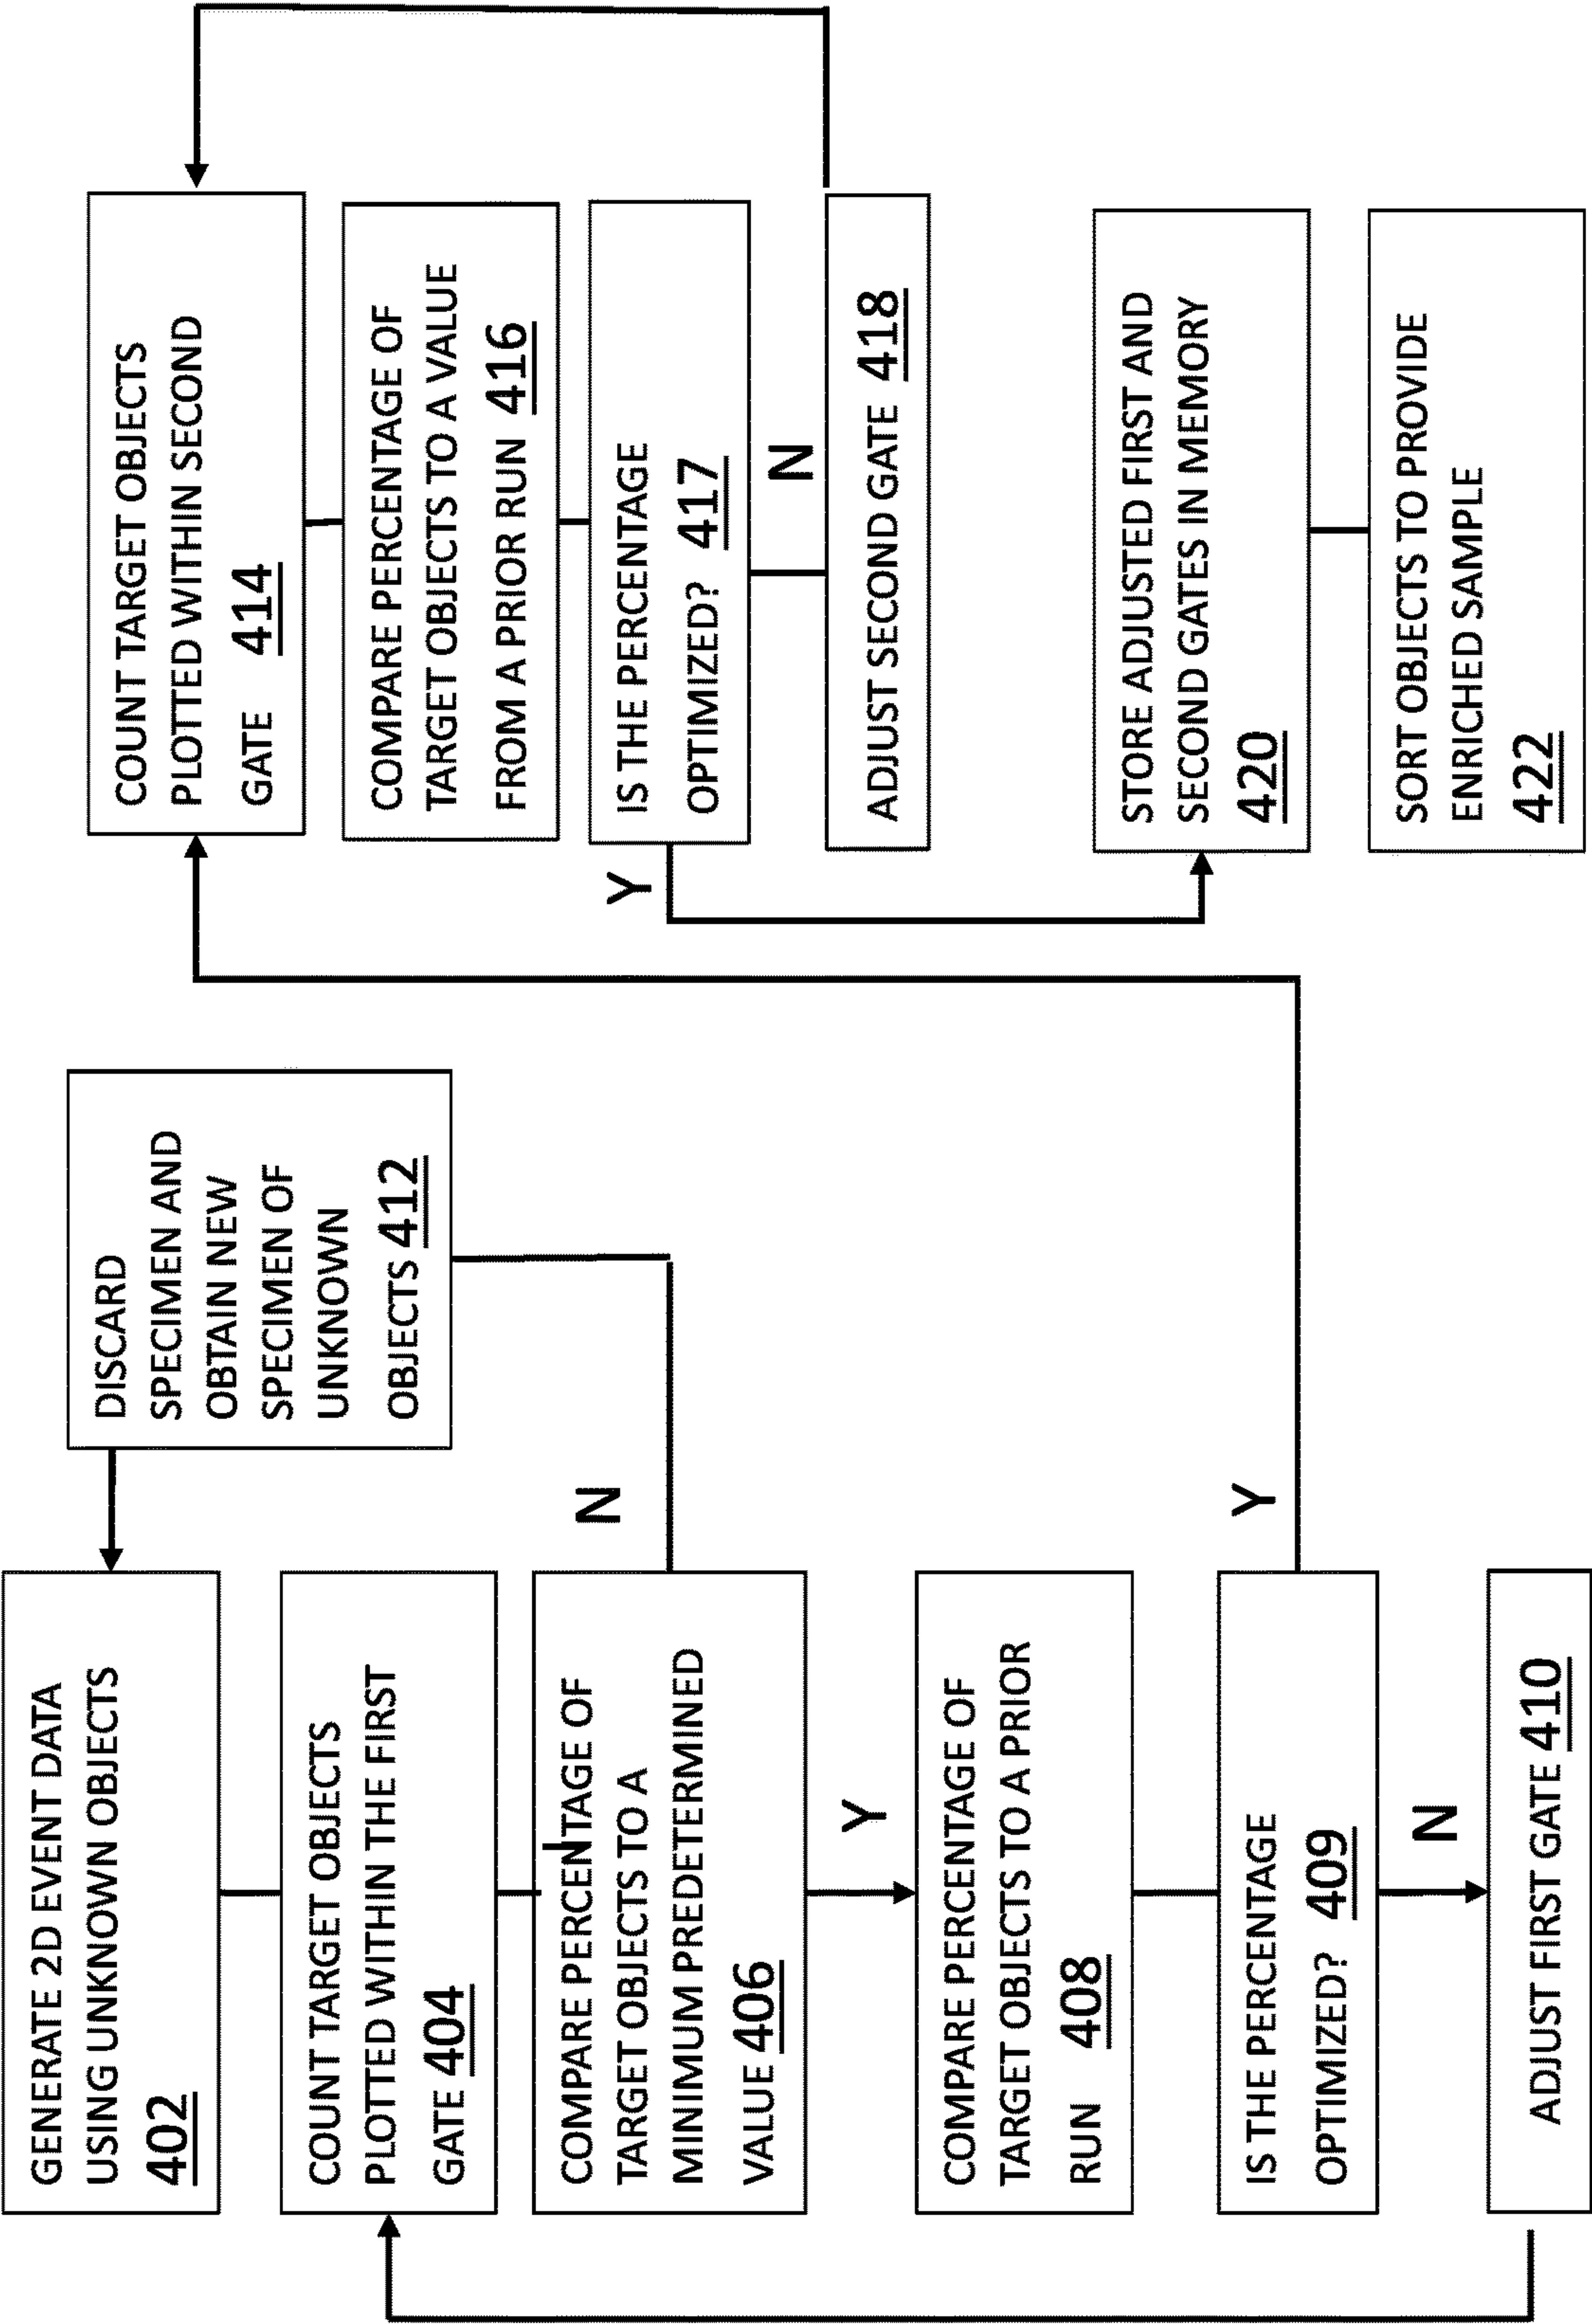 GENERATE 2D EVENT DATA
USING UNKNOWN OBJECTS
402
COUNT TARGET OBJECTS
PLOTTED WITHIN THE FIRST
GATE 404
COMPARE PERCENTAGE OF
TARGET OBJECTS TO A
MINIMUM PREDETERMINED
VALUE 406
Y
N
COMPARE PERCENTAGE OF
TARGET OBJECTS TO A PRIOR
RUN 408
IS THE PERCENTAGE
OPTIMIZED? 409
Y
N
ADJUST FIRST GATE 410
DISCARD
SPECIMEN AND
OBTAIN NEW
SPECIMEN OF
UNKNOWN
OBJECTS 412
COUNT TARGET OBJECTS
PLOTTED WITHIN SECOND
GATE 414
COMPARE PERCENTAGE OF
TARGET OBJECTS TO A VALUE
FROM A PRIOR RUN 416
IS THE PERCENTAGE
OPTIMIZED? 417
Y
N
ADJUST SECOND GATE 418
STORE ADJUSTED FIRST AND
SECOND GATES IN MEMORY
420
SORT OBJECTS TO PROVIDE
ENRICHED SAMPLE
422